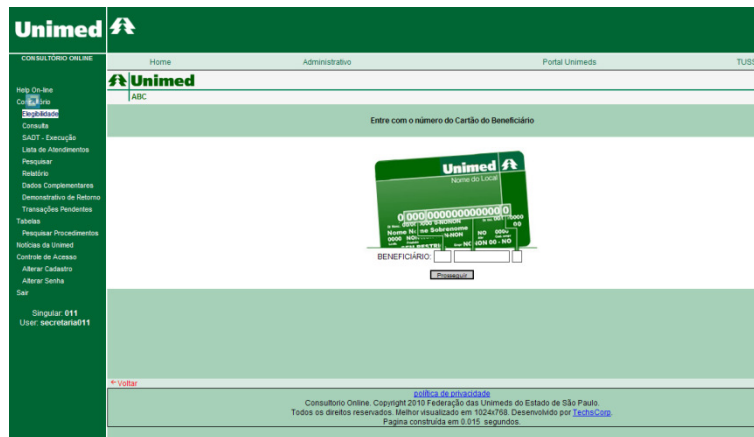 Unimed
CONSULTÓRIO ONLINE
Home Administrativo Portal Unimeds TUSS
Unimed
ABC
Help On-line
Elegibilidade
Consulta
SADT - Execução
Lista de Atendimentos
Pesquisar
Relatório
Dados Complementares
Demonstrativo de Retorno
Transações Pendentes
Tabelas
Pesquisar Procedimentos
Notícias da Unimed
Controle de Acesso
Alterar Cadastro
Alterar Senha
Sair
Singular: 011
User: secretaria011
Entre com o número do Cartão do Beneficiário
Unimed
Nome do Local
0 000 000000000000 0
BENEFICIÁRIO:
Prosseguir
Voltar
política de privacidade
Consultorio Online. Copyright 2010 Federação das Unimeds do Estado de São Paulo.
Todos os direitos reservados. Melhor visualizado em 1024x768. Desenvolvido por TechsCorp.
Pagina construída em 0.015 segundos.